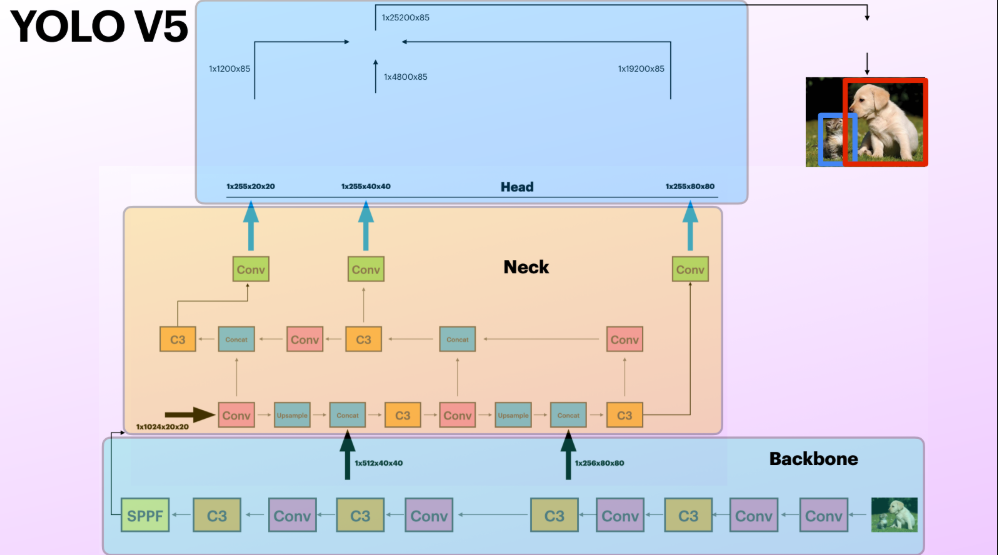 YOLO V5
1x25200x85
1x1200x85
1x4800x85
1x19200x85
1x255x20x20
1x255x40x40
Head
1x255x80x80
Conv
Conv
Neck
Conv
C3
Concat
Conv
C3
Concat
Conv
Conv
Upsample
Concat
C3
Conv
Upsample
Concat
C3
1x1024x20x20
1x512x40x40
1x256x80x80
Backbone
SPPF
C3
Conv
C3
Conv
C3
Conv
C3
Conv
Conv